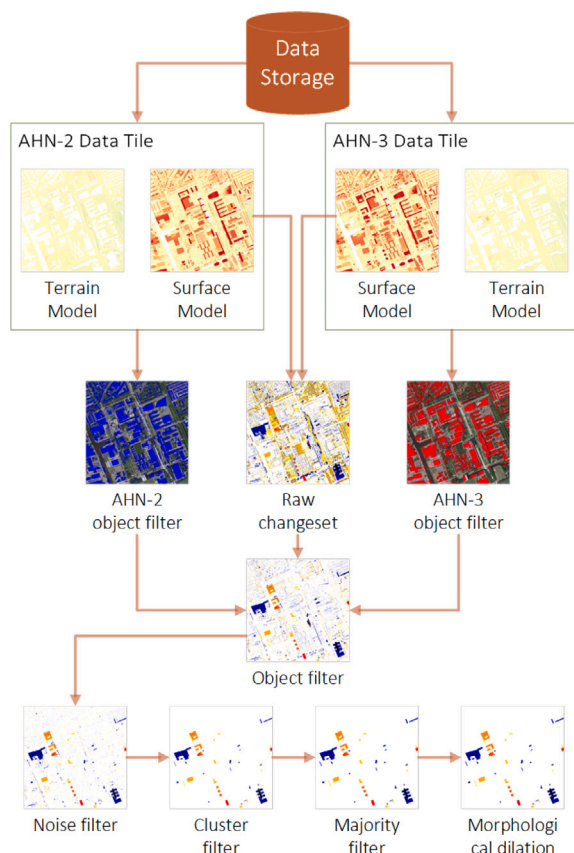 Data
Storage
AHN-2 Data Tile
AHN-3 Data Tile
Terrain
Model
Surface
Model
Surface
Model
Terrain
Model
AHN-2
object filter
Raw
changeset
AHN-3
object filter
Object filter
Noise filter
Cluster
filter
Majority
filter
Morphologi
cal dilation